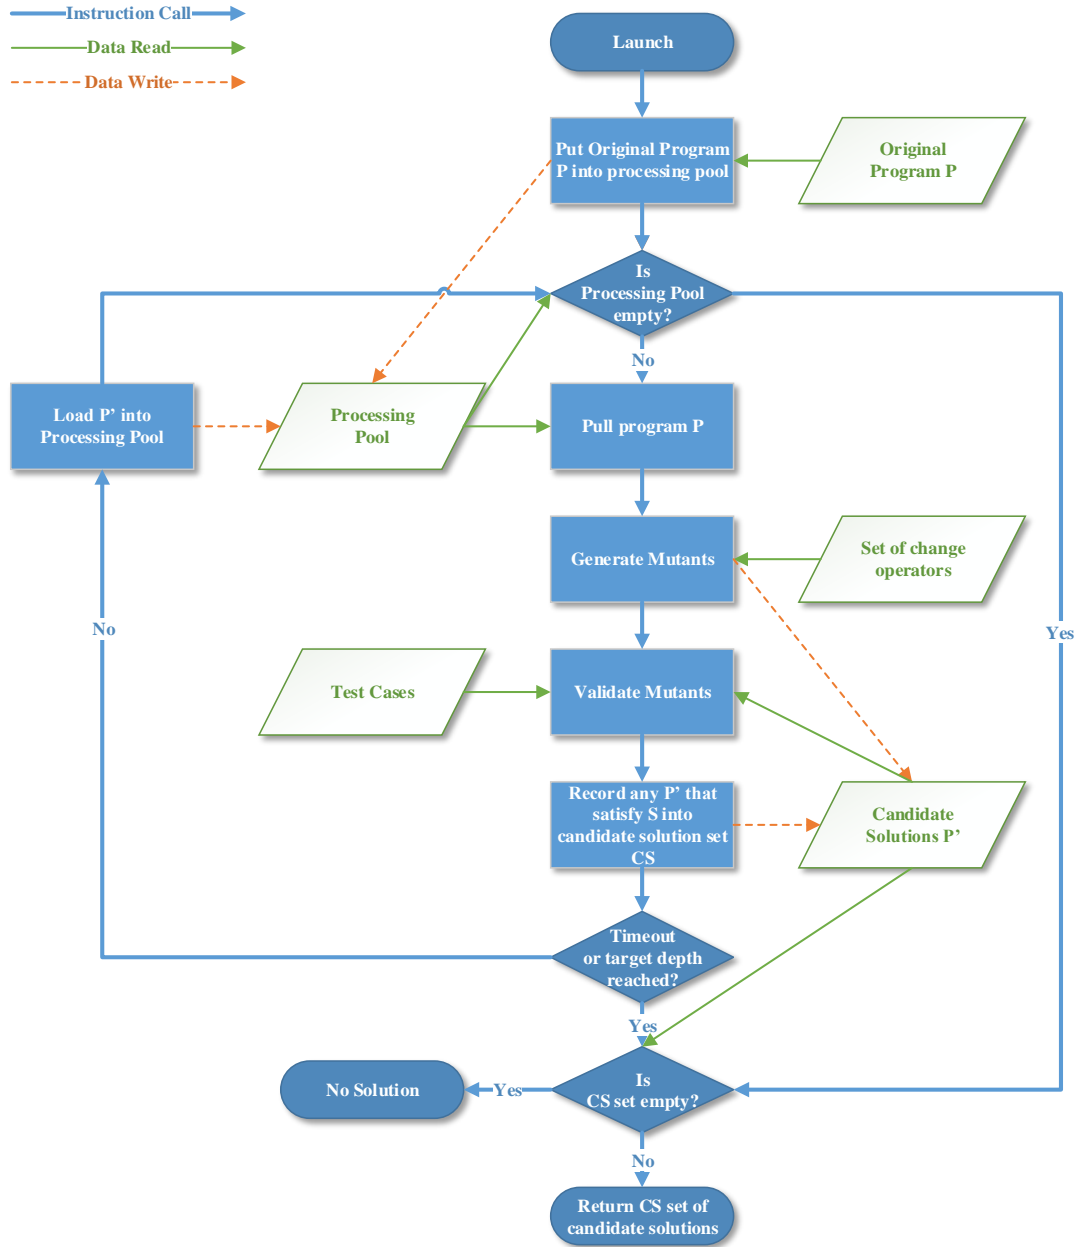 Instruction Call
Data Read
Data Write
Launch
Put Original Program
P into processing pool
Original
Program P
Is
Processing Pool
empty?
No
Load P’ into
Processing Pool
Processing
Pool
Pull program P
Generate Mutants
Set of change
operators
No
Yes
Test Cases
Validate Mutants
Record any P’ that
satisfy S into
candidate solution set
CS
Candidate
Solutions P’
Timeout
or target depth
reached?
Yes
No Solution
Yes
Is
CS set empty?
No
Return CS set of
candidate solutions